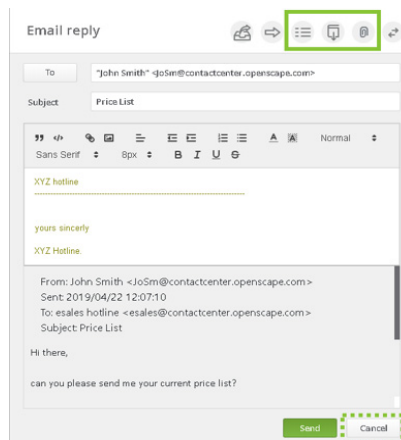 Email reply
To "John Smith" <JoSm@contactcenter.openscape.com>
Subject Price List
Normal
Sans Serif 8px B I U S
XYZ hotline
--------------------------------------------------------------------------------
yours sincerly
XYZ Hotline.
From: John Smith <JoSm@contactcenter.openscape.com>
Sent: 2019/04/22 12:07:10
To: esales hotline <esales@contactcenter.openscape.com>
Subject: Price List
Hi there,
can you please send me your current price list?
Send Cancel